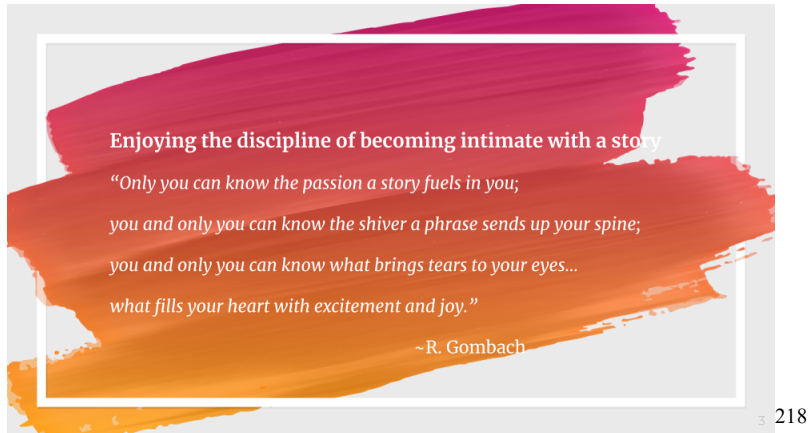 Enjoying the discipline of becoming intimate with a story
“Only you can know the passion a story fuels in you;
you and only you can know the shiver a phrase sends up your spine;
you and only you can know what brings tears to your eyes...
what fills your heart with excitement and joy.”
~R. Gombach
3
218